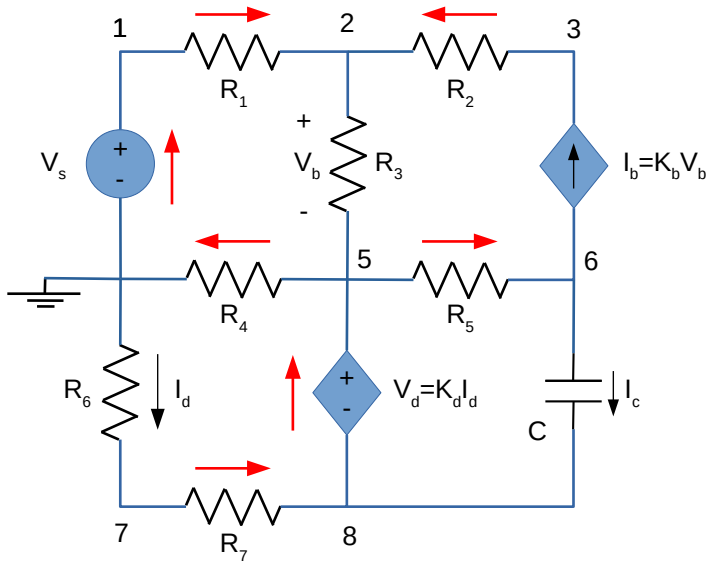 1
2
3
R1
R2
+
Vs
+
-
Vb
R3
Ib=KbVb
-
5
6
R4
R5
R6
Id
+
-
Vd=KdId
Ic
C
7
R7
8